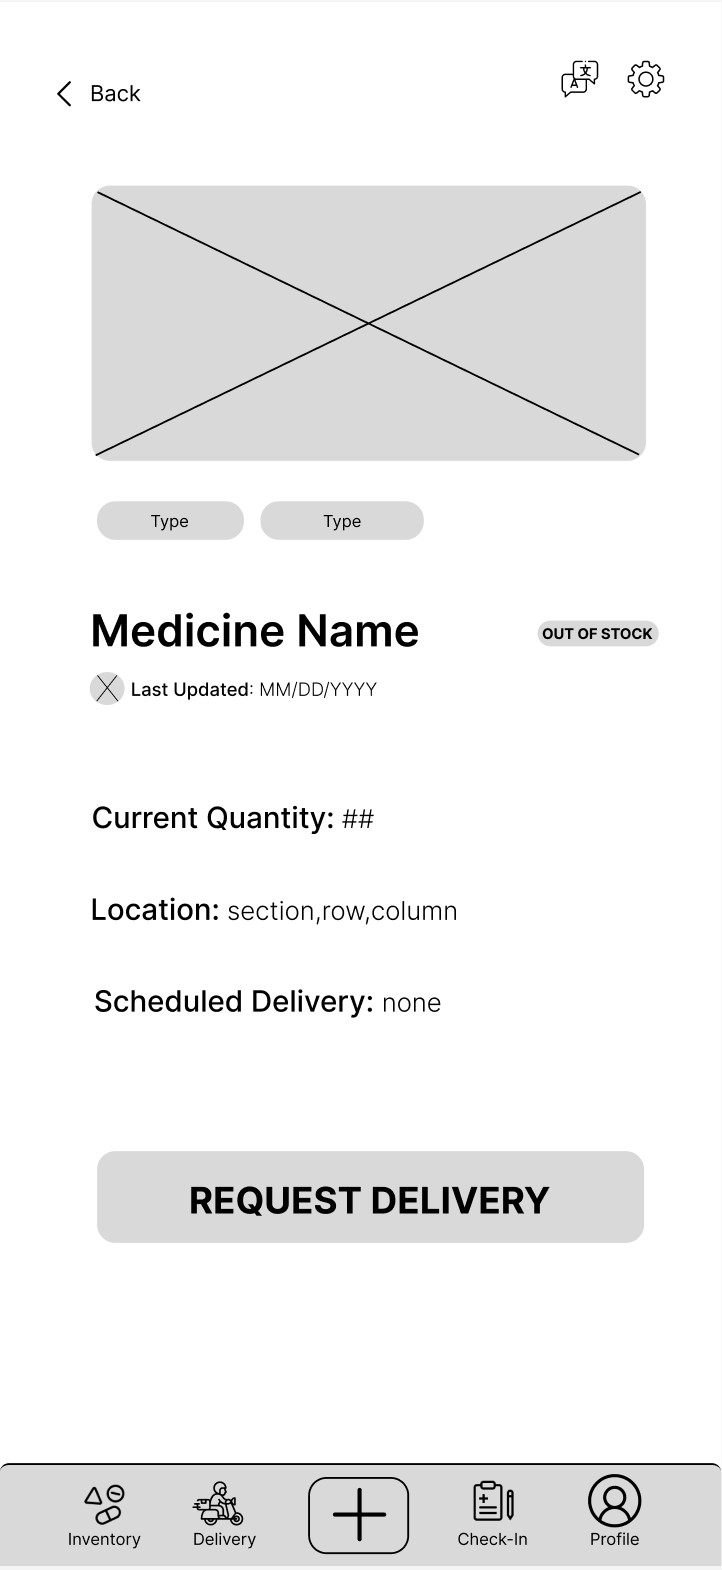 Back
A 文
Type
Type
Medicine Name
OUT OF STOCK
Last Updated: MM/DD/YYYY
Current Quantity: ##
Location: section,row,column
Scheduled Delivery: none
REQUEST DELIVERY
Inventory
Delivery
Check-In
Profile